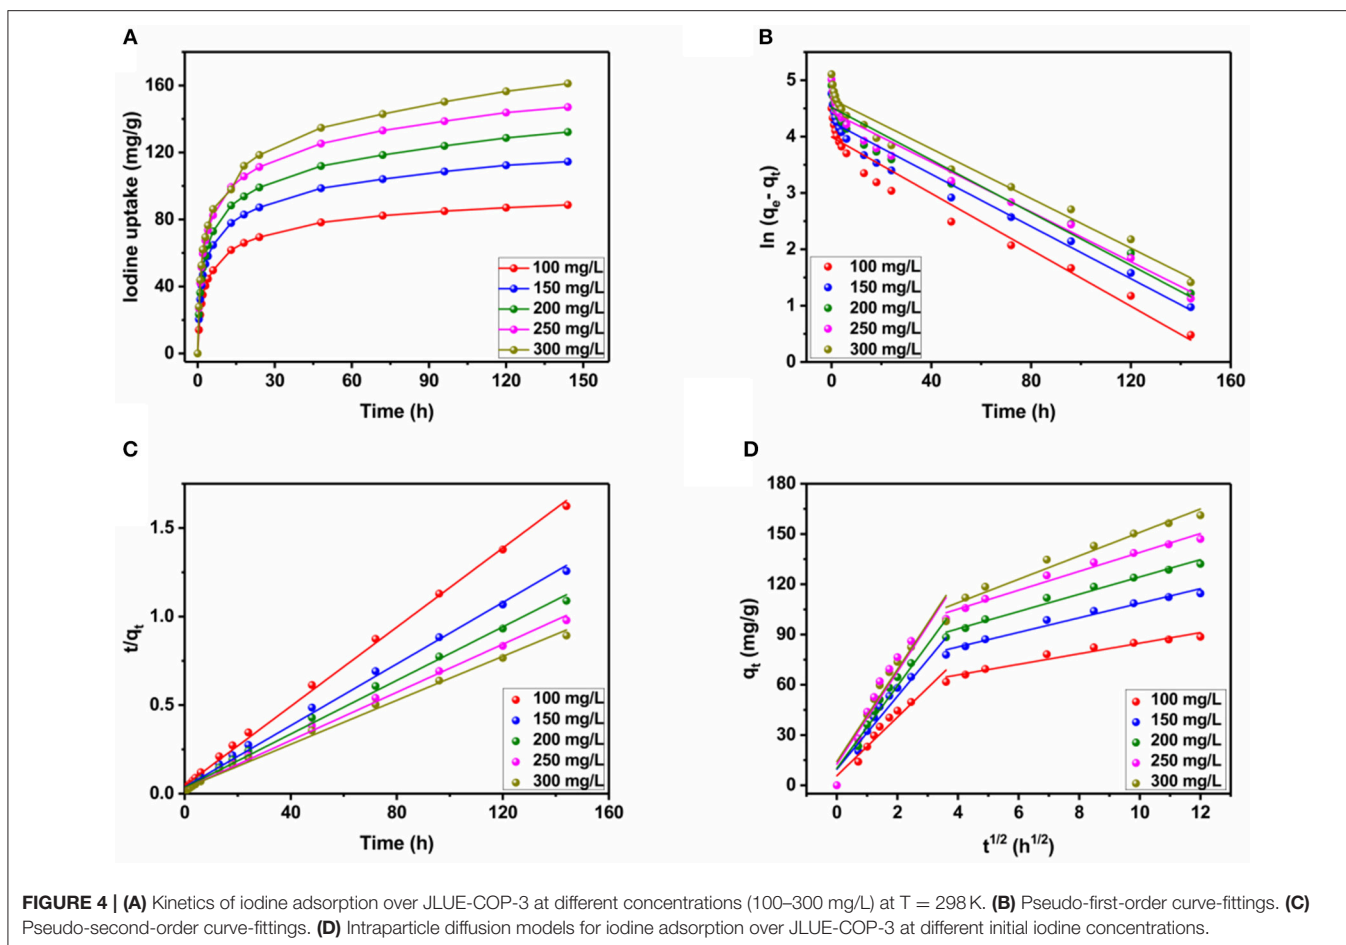 A
Iodine uptake (mg/g)
160
120
80
40
0
0 30 60 90 120 150
Time (h)
100 mg/L
150 mg/L
200 mg/L
250 mg/L
300 mg/L
B
ln (qe- qt)
5
4
3
2
1
0
0 40 80 120 160
Time (h)
100 mg/L
150 mg/L
200 mg/L
250 mg/L
300 mg/L
C
t/qt
1.5
1.0
0.5
0.0
0 40 80 120 160
Time (h)
100 mg/L
150 mg/L
200 mg/L
250 mg/L
300 mg/L
D
qt (mg/g)
180
150
120
90
60
30
0
0 2 4 6 8 10 12
t1/2 (h1/2)
100 mg/L
150 mg/L
200 mg/L
250 mg/L
300 mg/L
FIGURE 4 | (A) Kinetics of iodine adsorption over JLUE-COP-3 at different concentrations (100–300 mg/L) at T = 298 K. (B) Pseudo-first-order curve-fittings. (C)
Pseudo-second-order curve-fittings. (D) Intraparticle diffusion models for iodine adsorption over JLUE-COP-3 at different initial iodine concentrations.